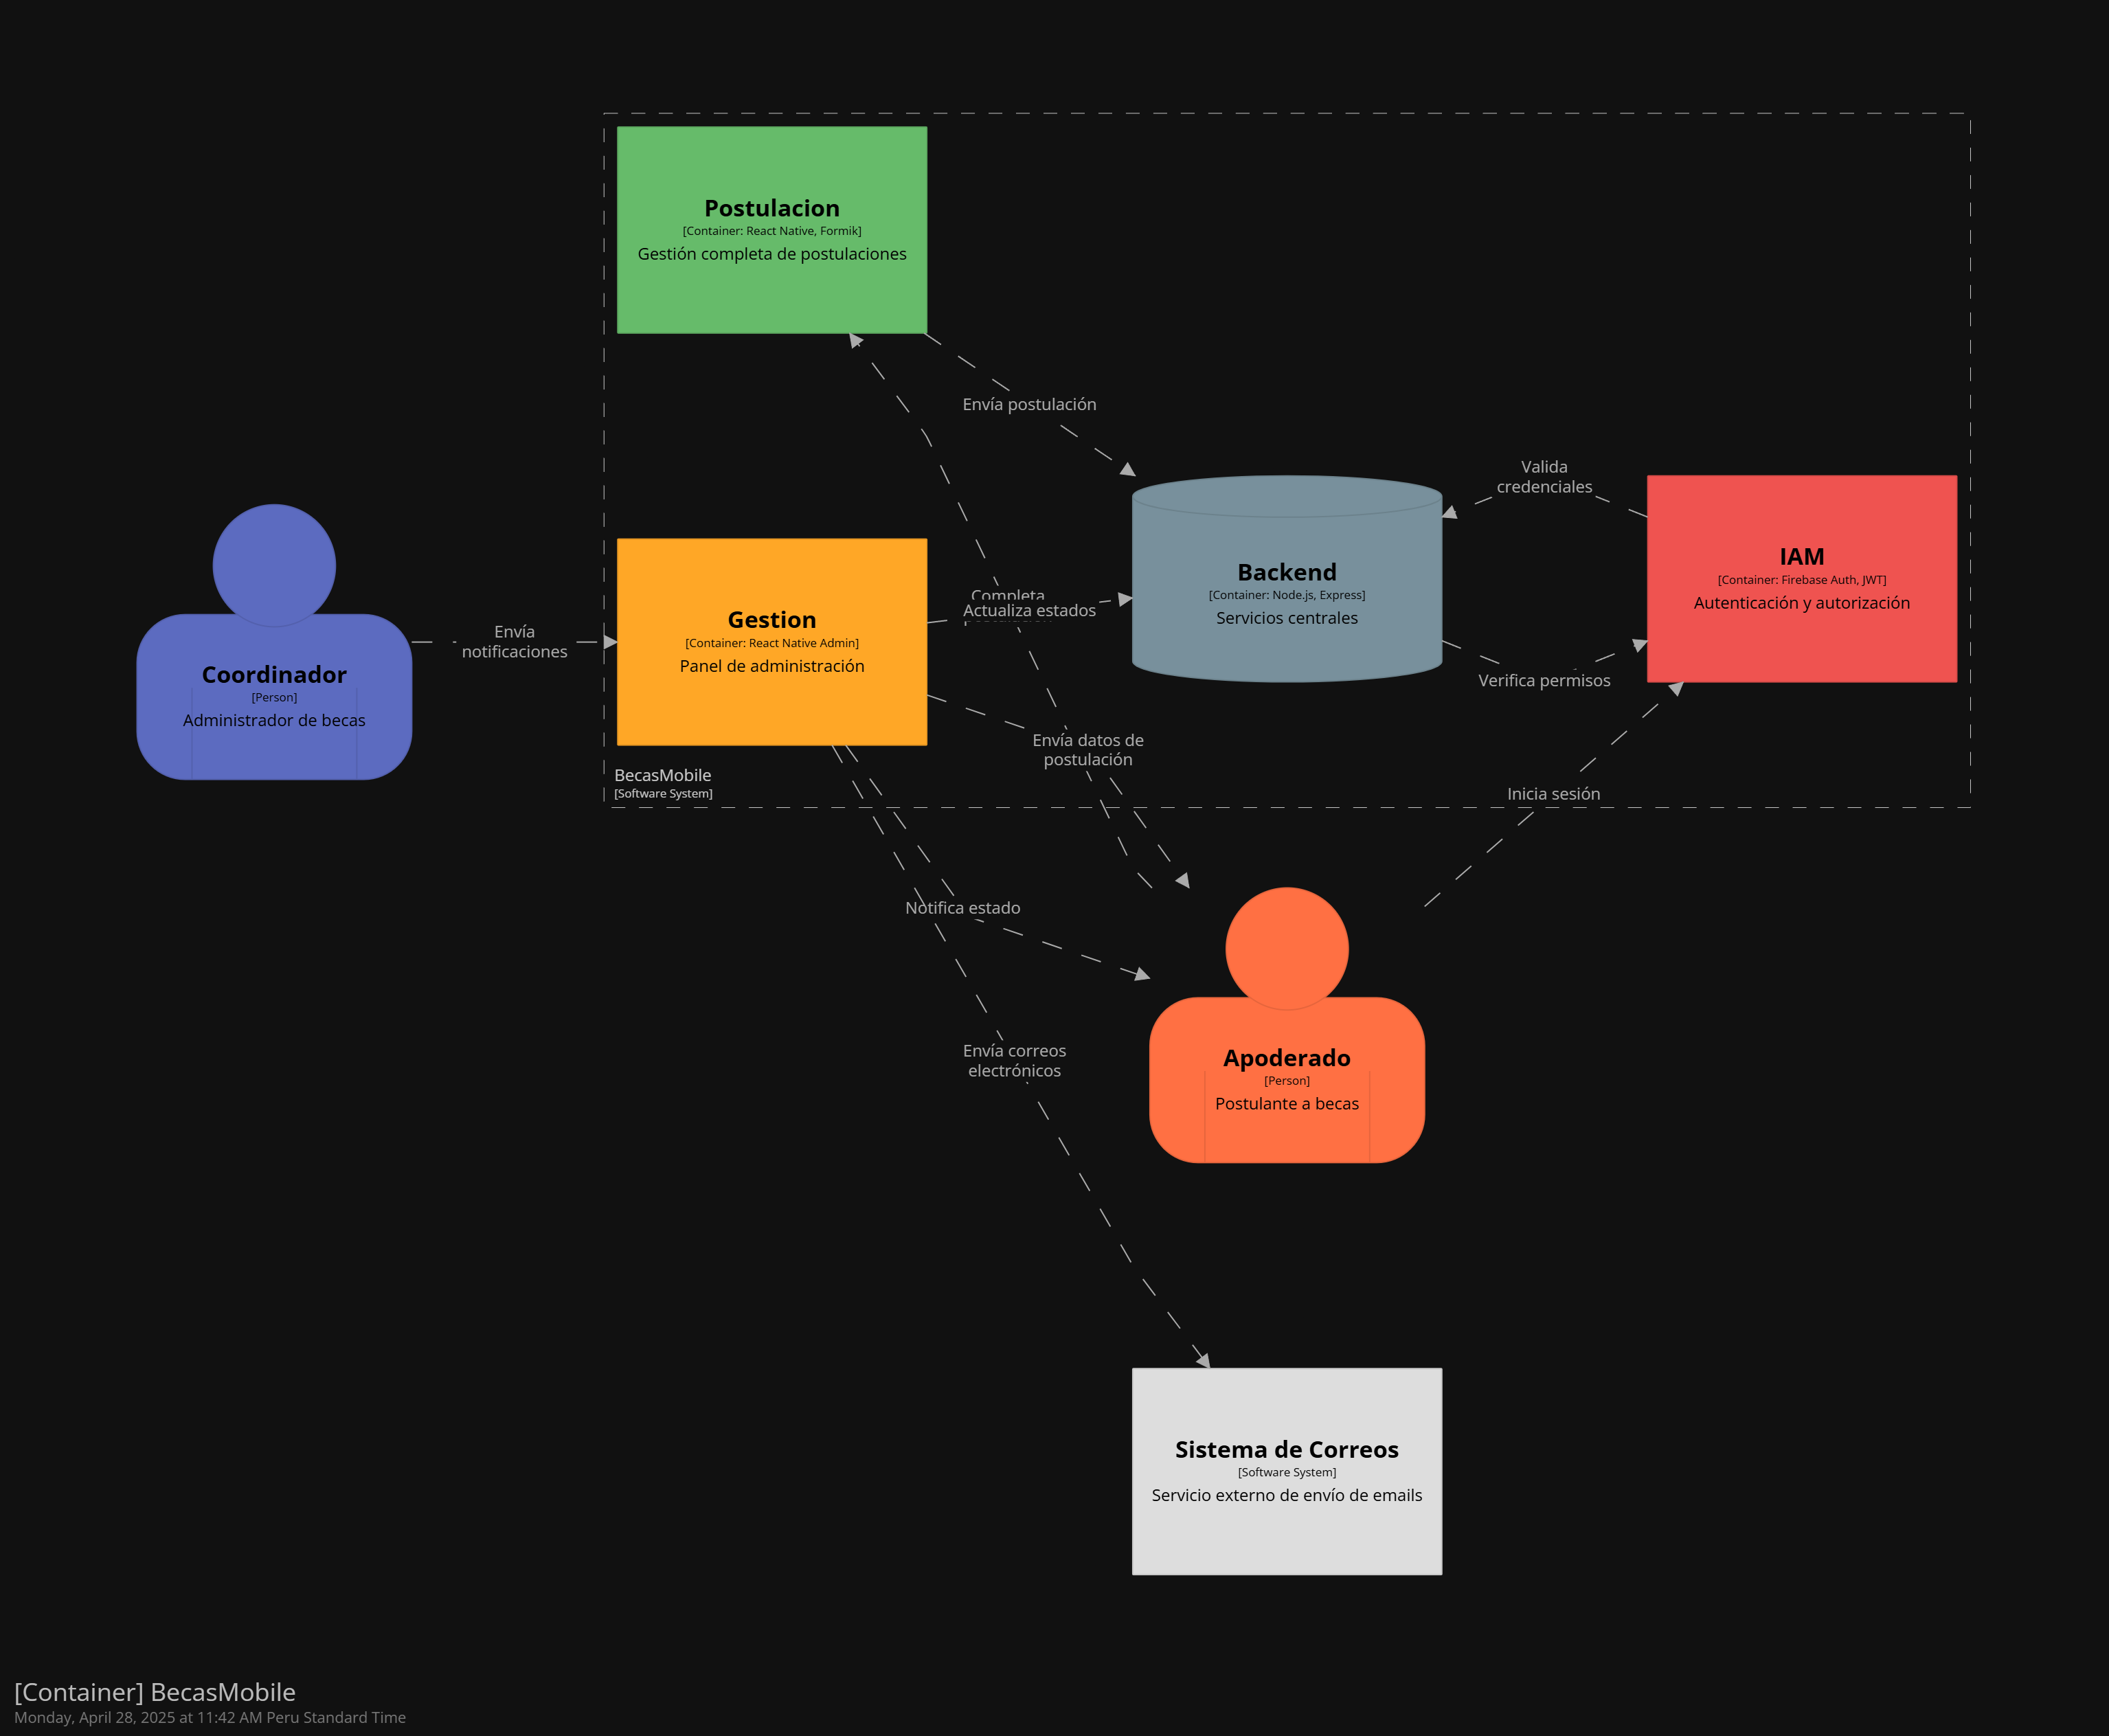 Postulacion
[Container: React Native, Formik]
Gestión completa de postulaciones
Envía postulación
Valida
credenciales
Backend
[Container: Node.js, Express]
Servicios centrales
IAM
[Container: Firebase Auth, JWT]
Autenticación y autorización
Completa
Actualiza estados
Gestion
[Container: React Native Admin]
Panel de administración
Envía
notificaciones
Coordinador
[Person]
Administrador de becas
Verifica permisos
Envía datos de
postulación
BecasMobile
[Software System]
Inicia sesión
Notifica estado
Envía correos
electrónicos
Apoderado
[Person]
Postulante a becas
Sistema de Correos
[Software System]
Servicio externo de envío de emails
[Container] BecasMobile
Monday, April 28, 2025 at 11:42 AM Peru Standard Time